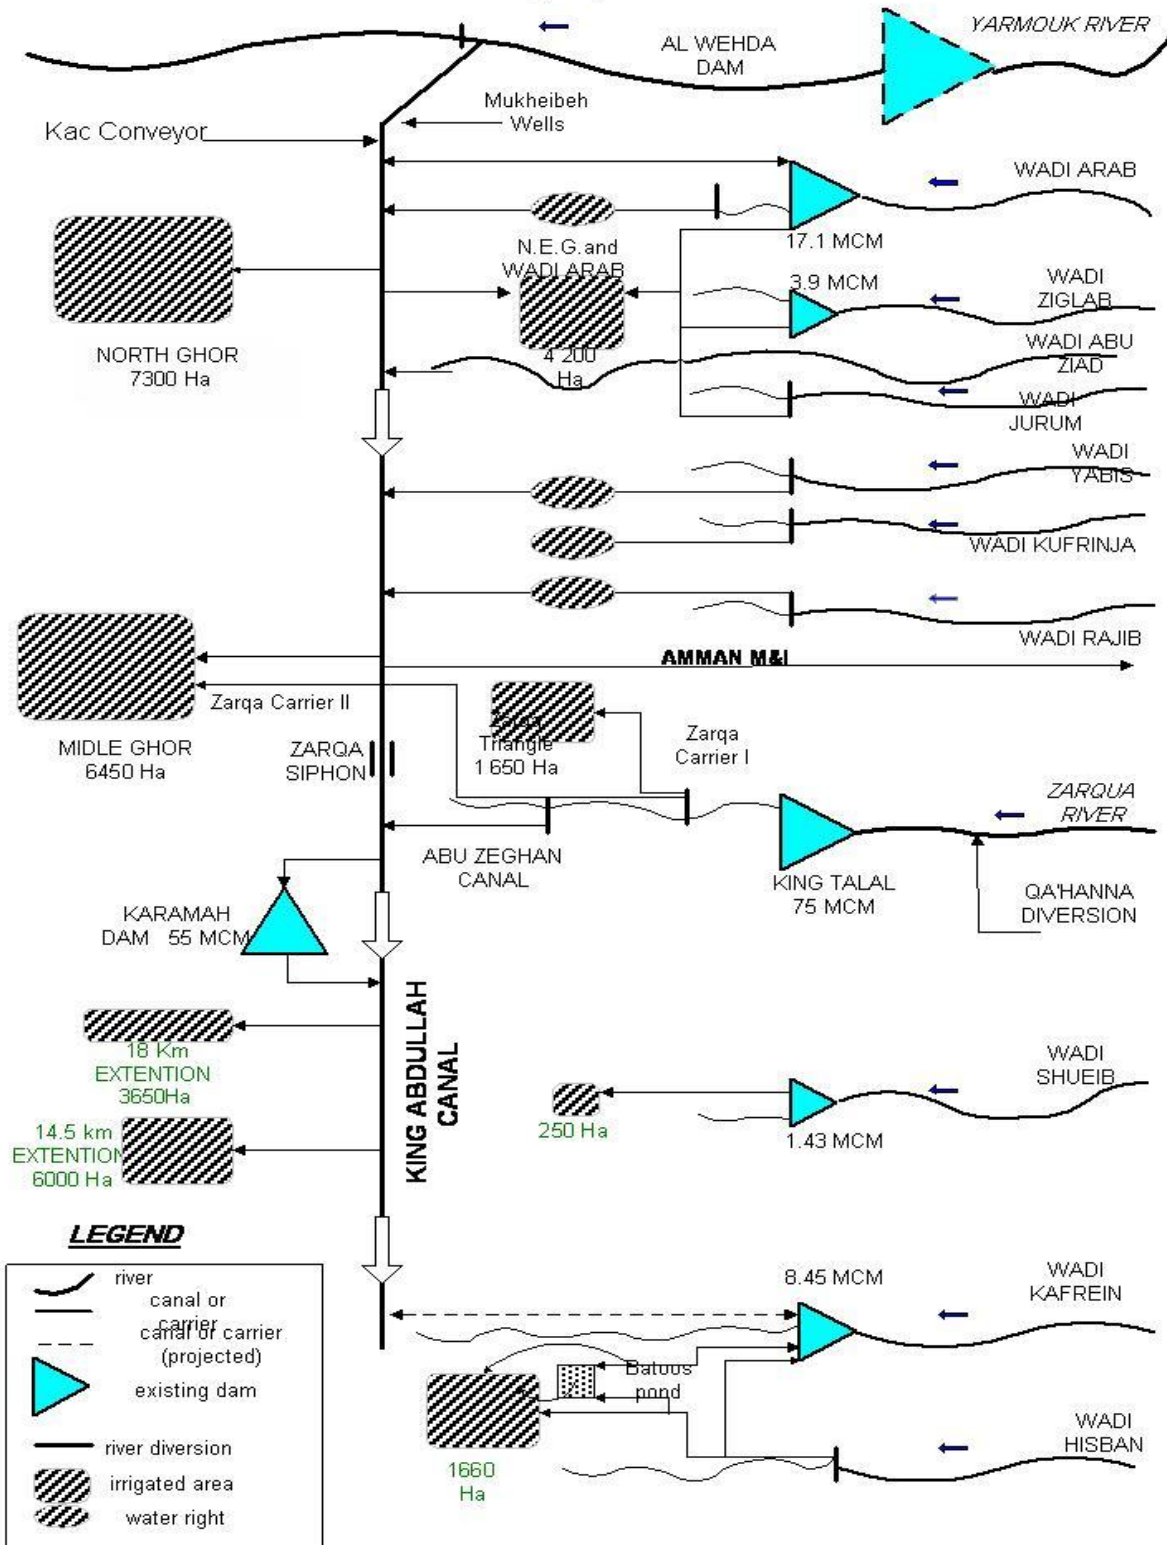 YARMOUK RIVER
AL WEHDA
DAM
Mukheibeh
Wells
Kac Conveyor
WADI ARAB
17.1 MCM
N.E.G.and
WADI ARAB
4 200
Ha
3.9 MCM
WADI
ZIGLAB
WADI ABU
ZIAD
NORTH GHOR
7300 Ha
WADI
JURUM
WADI
YABIS
WADI KUFRINJA
WADI RAJIB
AMMAN M&I
Zarqa Carrier II
MIDLE GHOR
6450 Ha
ZARQA
SIPHON
Triangle
1 650 Ha
Zarqa
Carrier I
ZARQUA
RIVER
ABU ZEGHAN
CANAL
KING TALAL
75 MCM
QA'HANNA
DIVERSION
KARAMAH
DAM 55 MCM
KING ABDULLAH
CANAL
18 Km
EXTENTION
3650Ha
14.5 km
EXTENTION
6000 Ha
WADI
SHUEIB
250 Ha
1.43 MCM
8.45 MCM
WADI
KAFREIN
Batous
pond
1660
Ha
WADI
HISBAN
LEGEND
river
canal or
carrier
canal or carrier
(projected)
existing dam
river diversion
irrigated area
water right